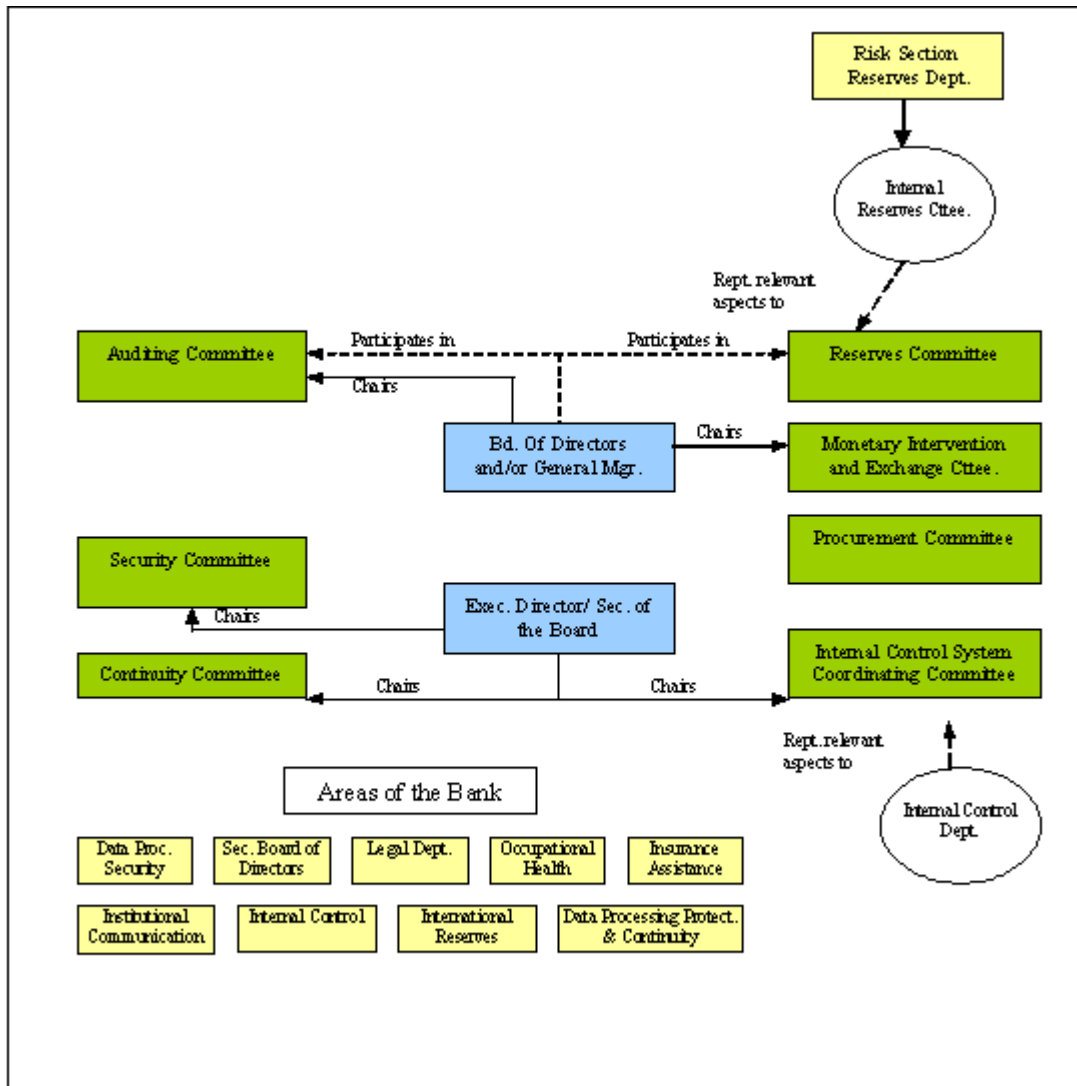 Risk Section
Reserves Dept.
Internal
Reserves Cttee.
Rept. relevant
aspects to
Auditing Committee
Participates in
Participates in
Reserves Committee
Chairs
Bd. Of Directors
and/or General Mgr.
Chairs
Monetary Intervention
and Exchange Cttee.
Procurement Committee
Security Committee
Chairs
Exec. Director/ Sec. of
the Board
Continuity Committee
Chairs
Chairs
Internal Control System
Coordinating Committee
Rept. relevant
aspects to
Internal Control
Dept.
Areas of the Bank
Data Proc.
Security
Sec. Board of
Directors
Legal Dept.
Occupational
Health
Insurance
Assistance
Institutional
Communication
Internal Control
International
Reserves
Data Processing Protect.
& Continuity